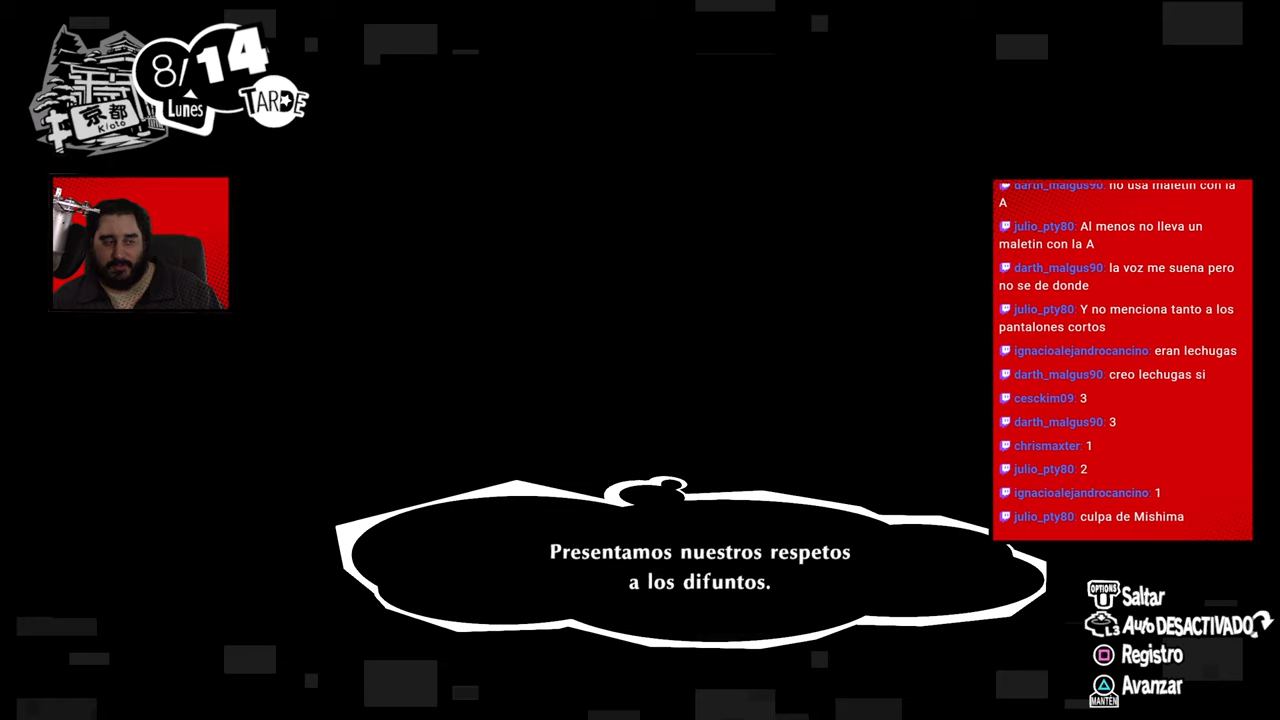 8/14
Lunes
TARDE
京都
Kioto
darth_malgus90: no usa maletin con la
A
julio_pty80: Al menos no lleva un
maletin con la A
darth_malgus90: la voz me suena pero
no se de donde
julio_pty80: Y no menciona tanto a los
pantalones cortos
ignacioalejandrocancino: eran lechugas
darth_malgus90: creo lechugas si
cesckim09: 3
darth_malgus90: 3
chrismaxter: 1
julio_pty80: 2
ignacioalejandrocancino: 1
julio_pty80: culpa de Mishima
Presentamos nuestros respetos
a los difuntos.
OPTIONS Saltar
L3 Auto DESACTIVADO
Registro
Avanzar
MANTÉN